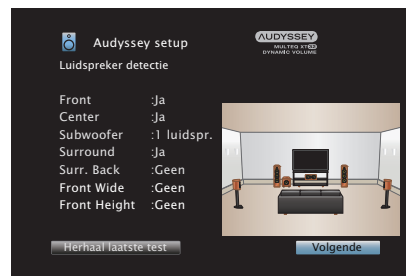 Audyssey setup
AUDYSSEY
MULTEQ XT32
DYNAMIC VOLUME
Luidspreker detectie
Front :Ja
Center :Ja
Subwoofer :1 luidspr.
Surround :Ja
Surr. Back :Geen
Front Wide :Geen
Front Height :Geen
Herhaal laatste test
Volgende